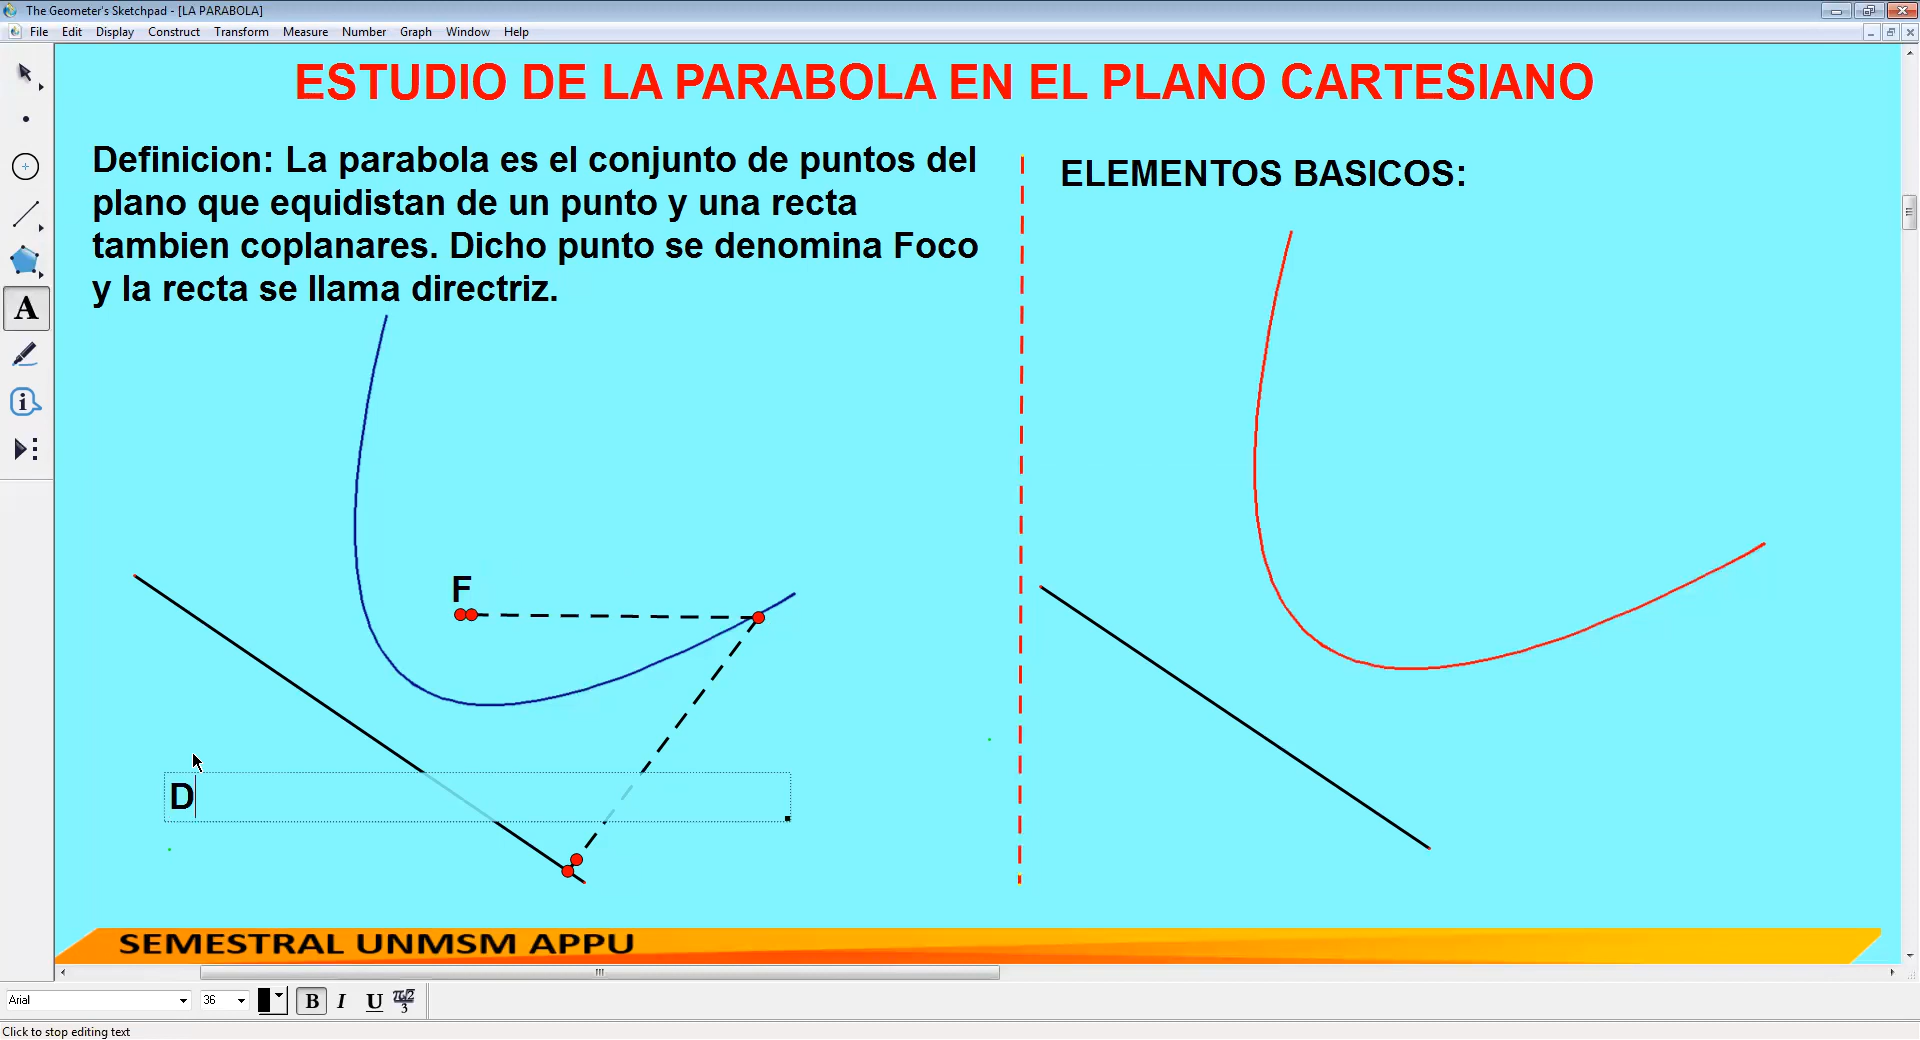 The Geometer's Sketchpad - [LA PARABOLA]
File Edit Display Construct Transform Measure Number Graph Window Help
ESTUDIO DE LA PARABOLA EN EL PLANO CARTESIANO
Definicion: La parabola es el conjunto de puntos del
plano que equidistan de un punto y una recta
tambien coplanares. Dicho punto se denomina Foco
y la recta se llama directriz.
ELEMENTOS BASICOS:
A
F
D
SEMESTRAL UNMSM APPU
Arial 36 B I U
Click to stop editing text